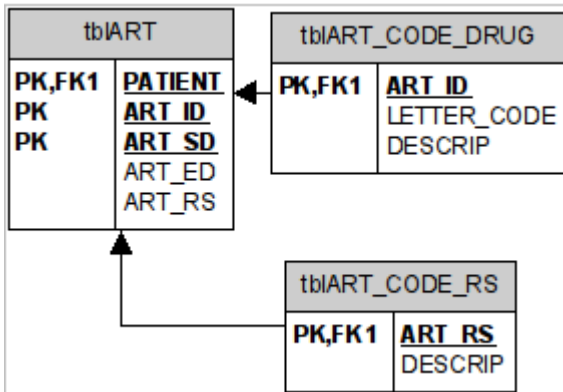 tblART
PK,FK1 PATIENT
PK ART_ID
PK ART_SD
ART_ED
ART_RS
tblART_CODE_DRUG
PK,FK1 ART_ID
LETTER_CODE
DESCRIP
tblART_CODE_RS
PK,FK1 ART_RS
DESCRIP